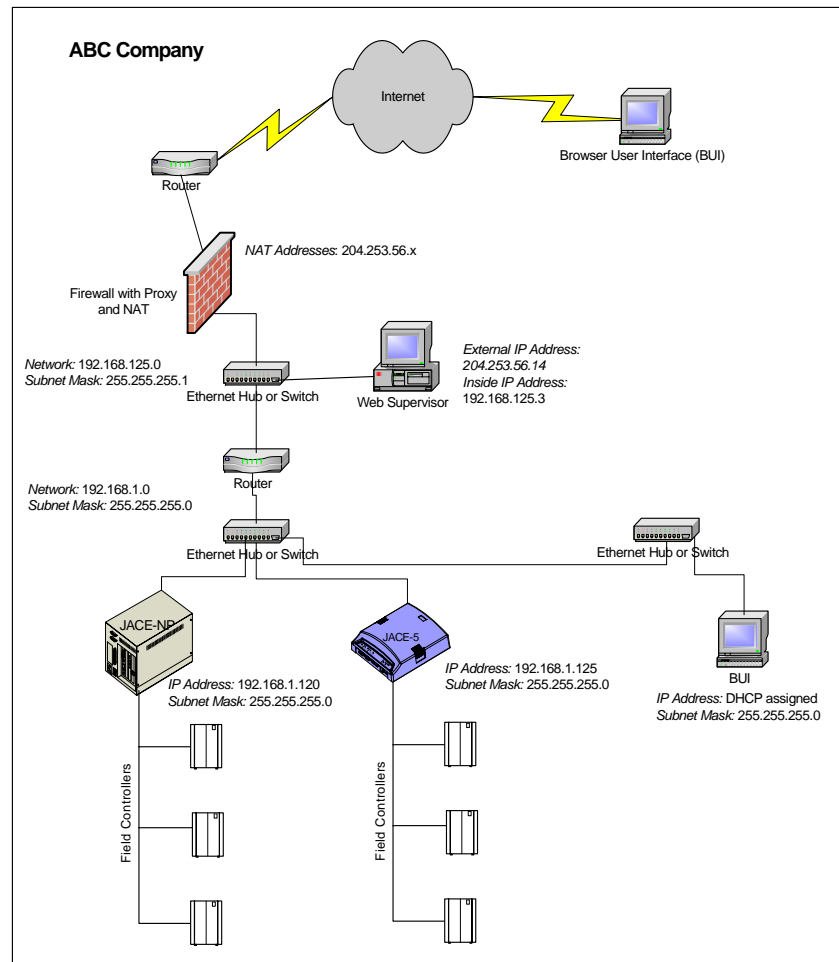 ABC Company
Internet
Browser User Interface (BUI)
Router
NAT Addresses: 204.253.56.x
Firewall with Proxy
and NAT
Network: 192.168.125.0
Subnet Mask: 255.255.255.1
Ethernet Hub or Switch
Web Supervisor
External IP Address:
204.253.56.14
Inside IP Address:
192.168.125.3
Router
Network: 192.168.1.0
Subnet Mask: 255.255.255.0
Ethernet Hub or Switch
Ethernet Hub or Switch
JACE-NP
IP Address: 192.168.1.120
Subnet Mask: 255.255.255.0
JACE-5
IP Address: 192.168.1.125
Subnet Mask: 255.255.255.0
BUI
IP Address: DHCP assigned
Subnet Mask: 255.255.255.0
Field Controllers
Field Controllers